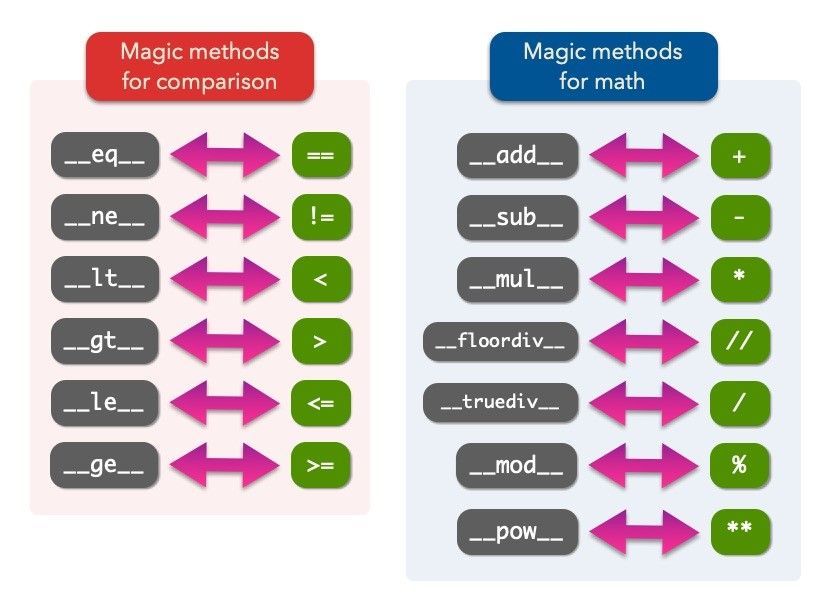 Magic methods
for comparison
__eq__ ==
__ne__ !=
__lt__ <
__gt__ >
__le__ <=
__ge__ >=
Magic methods
for math
__add__ +
__sub__ -
__mul__ *
__floordiv__ //
__truediv__ /
__mod__ %
__pow__ **